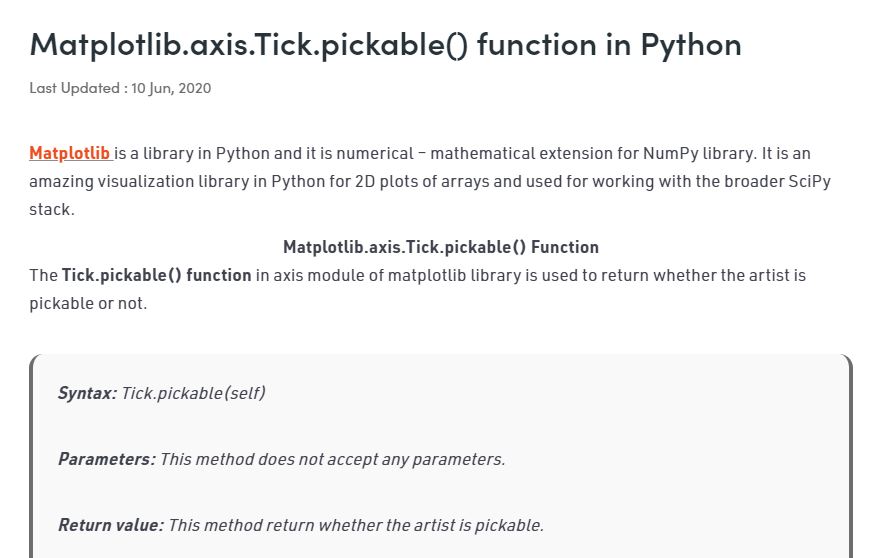 Matplotlib.axis.Tick.pickable() function in Python
Last Updated : 10 Jun, 2020
Matplotlib is a library in Python and it is numerical – mathematical extension for NumPy library. It is an
amazing visualization library in Python for 2D plots of arrays and used for working with the broader SciPy
stack.
Matplotlib.axis.Tick.pickable() Function
The Tick.pickable() function in axis module of matplotlib library is used to return whether the artist is
pickable or not.
Syntax: Tick.pickable(self)
Parameters: This method does not accept any parameters.
Return value: This method return whether the artist is pickable.